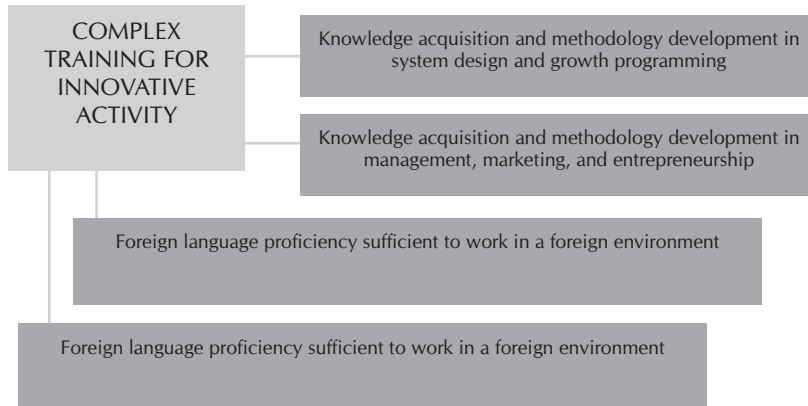 COMPLEX
TRAINING FOR
INNOVATIVE
ACTIVITY
Knowledge acquisition and methodology development in
system design and growth programming
Knowledge acquisition and methodology development in
management, marketing, and entrepreneurship
Foreign language proficiency sufficient to work in a foreign environment
Foreign language proficiency sufficient to work in a foreign environment